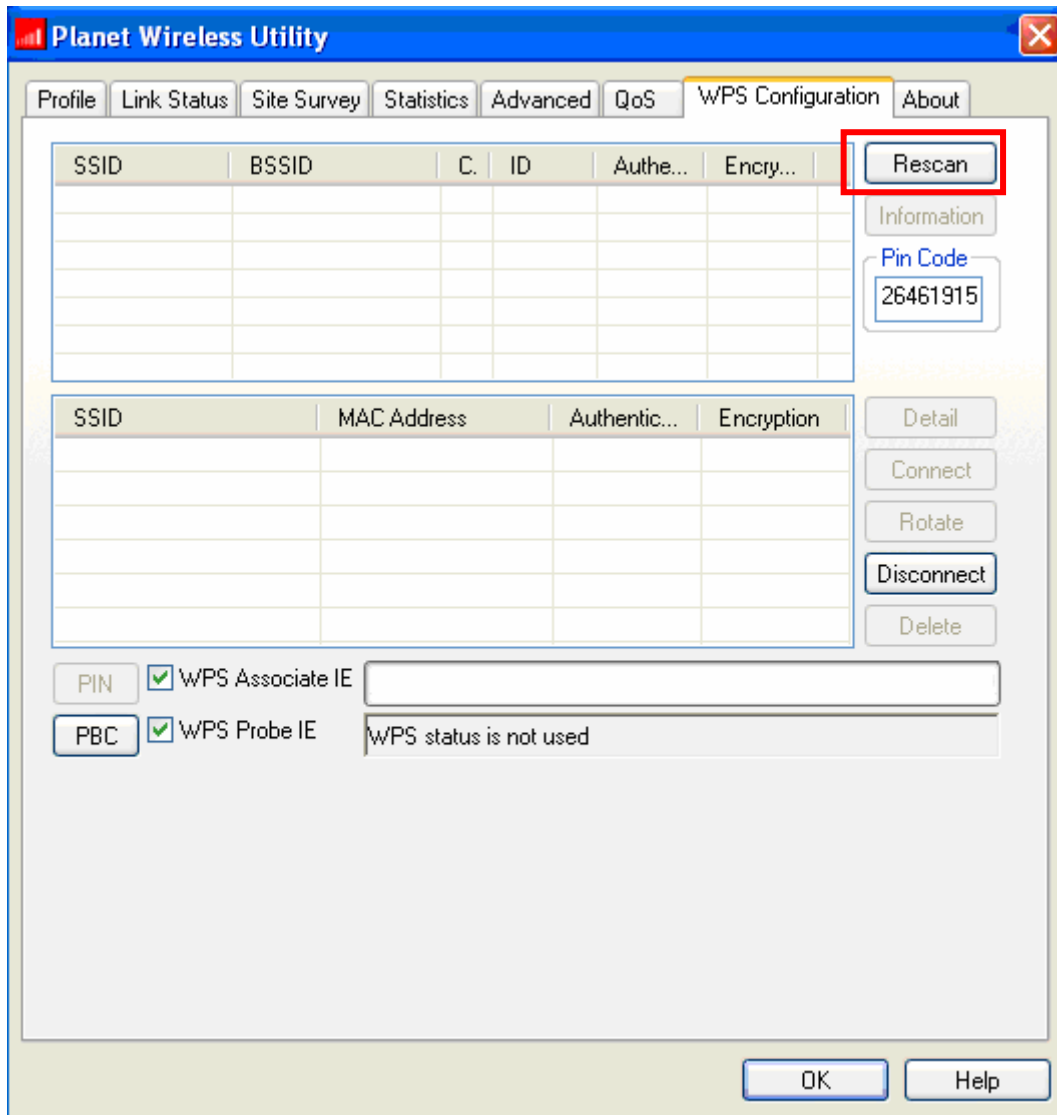 Planet Wireless Utility
Profile Link Status Site Survey Statistics Advanced QoS WPS Configuration About
SSID BSSID C. ID Authe... Encry... Rescan
Information
Pin Code
26461915
SSID MAC Address Authentic... Encryption Detail
Connect
Rotate
Disconnect
Delete
PIN WPS Associate IE
PBC WPS Probe IE WPS status is not used
OK Help